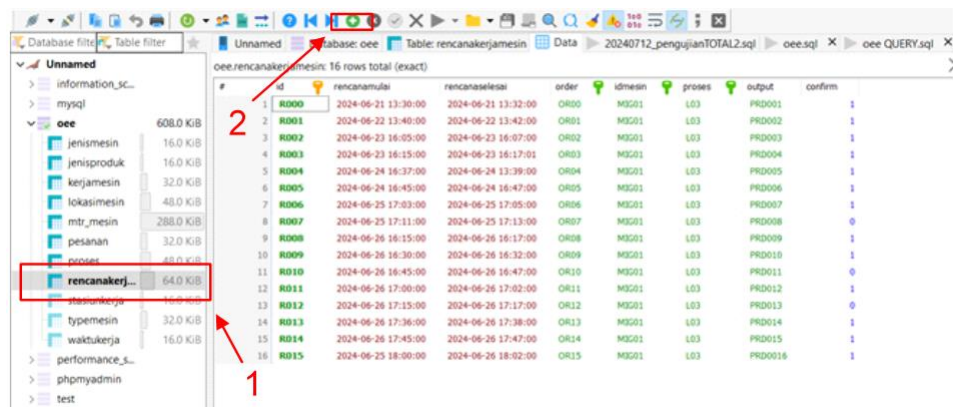 Database filte Table filter Unnamed Database: oee Table: rencanakerjamesin Data 20240712_pengujianTOTAL2.sql oee.sql oee QUERY.sql
Unnamed
oee.rencanakerjamesin: 16 rows total (exact)
information_sc...
# id rencanamulai rencanaselesai order idmesin proses output confirm
mysql
oee 608.0 KiB
jenismesin 16.0 KiB
jenisproduk 16.0 KiB
kerjamesin 32.0 KiB
lokasimesin 48.0 KiB
mtr_mesin 288.0 KiB
pesanan 32.0 KiB
proses 48.0 KiB
rencanakerj... 64.0 KiB
stasiunkerja 16.0 KiB
typemesin 32.0 KiB
waktukerja 16.0 KiB
performance_s...
phpmyadmin
test
1 R000 2024-06-21 13:30:00 2024-06-21 13:32:00 OR00 MIG01 L03 PRD001 1
2 R001 2024-06-22 13:40:00 2024-06-22 13:42:00 OR01 MIG01 L03 PRD002 1
3 R002 2024-06-23 16:05:00 2024-06-23 16:07:00 OR02 MIG01 L03 PRD003 1
4 R003 2024-06-23 16:15:00 2024-06-23 16:17:01 OR03 MIG01 L03 PRD004 1
5 R004 2024-06-24 16:37:00 2024-06-24 13:39:00 OR04 MIG01 L03 PRD005 1
6 R005 2024-06-24 16:45:00 2024-06-24 16:47:00 OR05 MIG01 L03 PRD006 1
7 R006 2024-06-25 17:03:00 2024-06-25 17:05:00 OR06 MIG01 L03 PRD007 1
8 R007 2024-06-25 17:11:00 2024-06-25 17:13:00 OR07 MIG01 L03 PRD008 0
9 R008 2024-06-26 16:15:00 2024-06-26 16:17:00 OR08 MIG01 L03 PRD009 1
10 R009 2024-06-26 16:30:00 2024-06-26 16:32:00 OR09 MIG01 L03 PRD010 1
11 R010 2024-06-26 16:45:00 2024-06-26 16:47:00 OR10 MIG01 L03 PRD011 0
12 R011 2024-06-26 17:00:00 2024-06-26 17:02:00 OR11 MIG01 L03 PRD012 1
13 R012 2024-06-26 17:15:00 2024-06-26 17:17:00 OR12 MIG01 L03 PRD013 0
14 R013 2024-06-26 17:36:00 2024-06-26 17:38:00 OR13 MIG01 L03 PRD014 1
15 R014 2024-06-26 17:45:00 2024-06-26 17:47:00 OR14 MIG01 L03 PRD015 1
16 R015 2024-06-25 18:00:00 2024-06-26 18:02:00 OR15 MIG01 L03 PRD0016 1
2
1